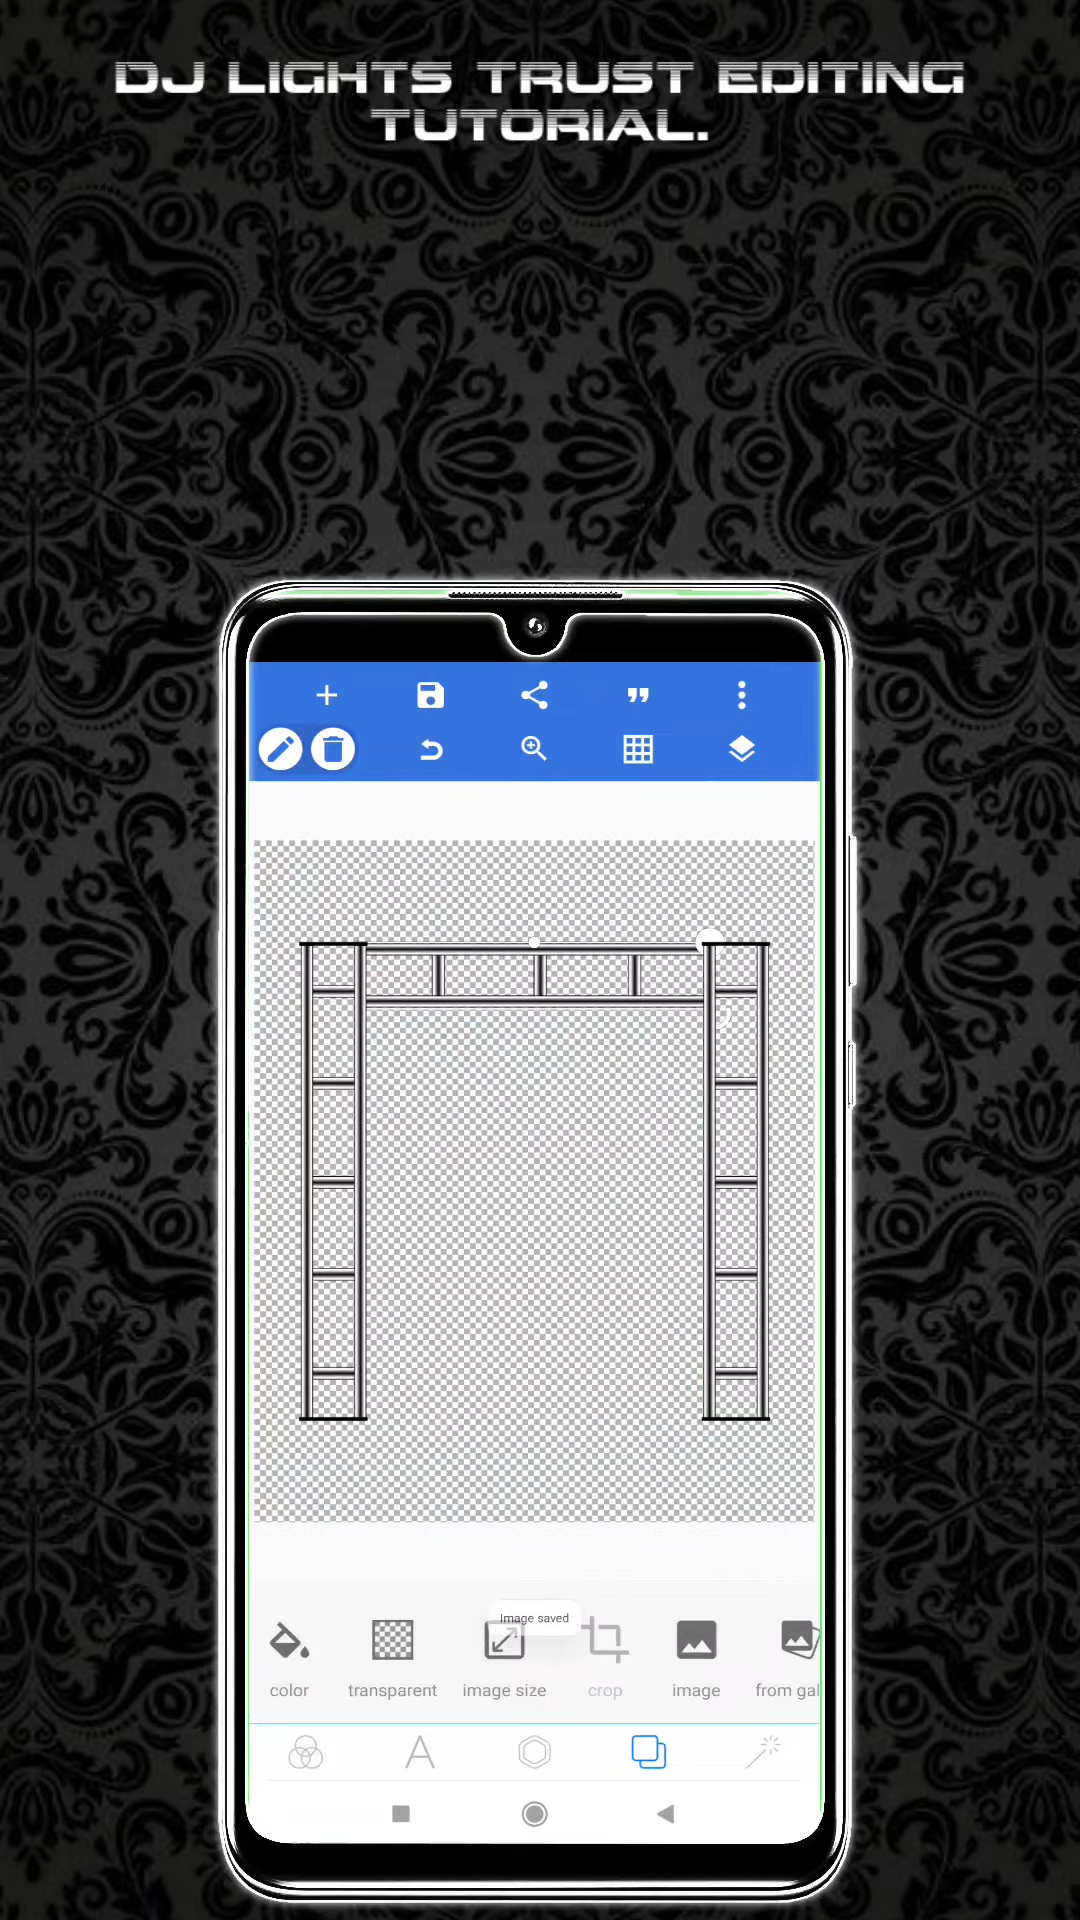 DJ LIGHTS TRUST EDITING
TUTORIAL.
Image saved
color
transparent
image size
crop
image
from gal